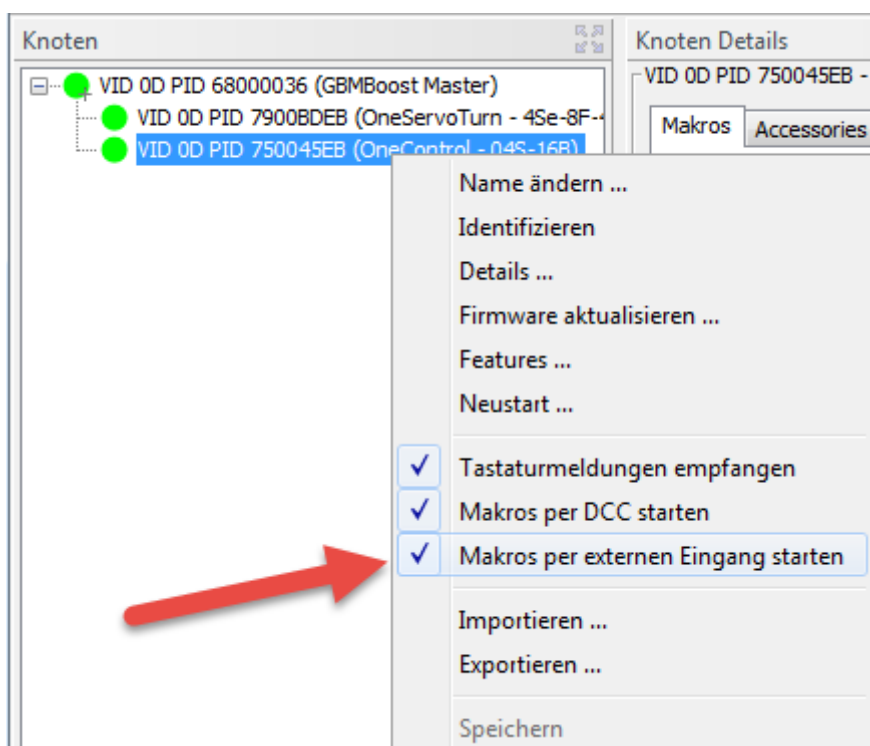 Knoten
VID 0D PID 68000036 (GBMBoost Master)
VID 0D PID 7900BDEB (OneServoTurn - 4Se-8F-4
VID 0D PID 750045EB (OneControl - 04S-16B)
Knoten Details
VID 0D PID 750045EB -
Makros
Accessories
Name ändern ...
Identifizieren
Details ...
Firmware aktualisieren ...
Features ...
Neustart ...
Tastaturmeldungen empfangen
Makros per DCC starten
Makros per externen Eingang starten
Importieren ...
Exportieren ...
Speichern